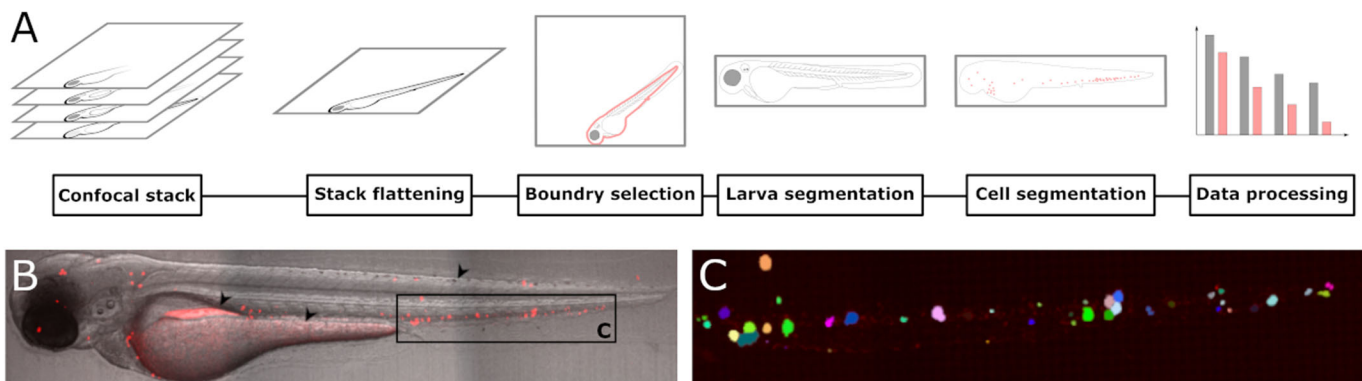 A
Confocal stack
Stack flattening
Boundry selection
Larva segmentation
Cell segmentation
Data processing
B
C
C